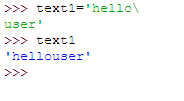 >>> text1='hello\
user'
>>> text1
'hellouser'
>>>